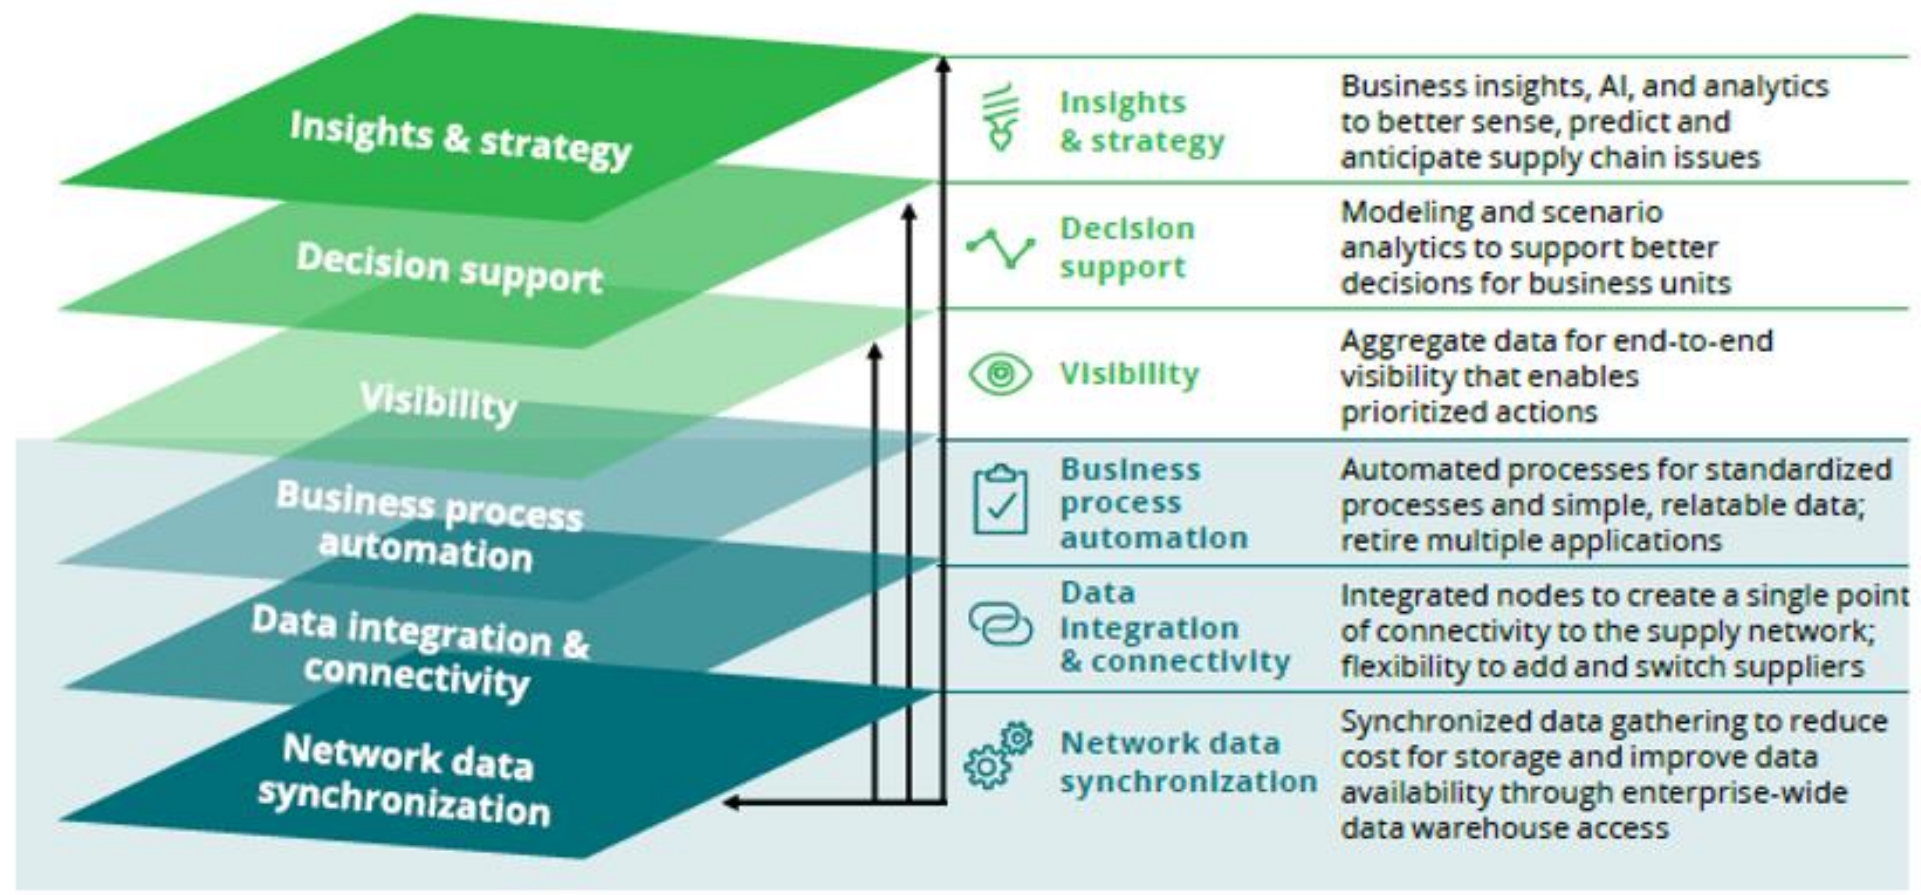 Insights & strategy
Decision support
Visibility
Business process
automation
Data integration &
connectivity
Network data
synchronization
Insights
& strategy
Business insights, AI, and analytics
to better sense, predict and
anticipate supply chain issues
Decision
support
Modeling and scenario
analytics to support better
decisions for business units
Visibility
Aggregate data for end-to-end
visibility that enables
prioritized actions
Business
process
automation
Automated processes for standardized
processes and simple, relatable data;
retire multiple applications
Data
integration
& connectivity
Integrated nodes to create a single point
of connectivity to the supply network;
flexibility to add and switch suppliers
Network data
synchronization
Synchronized data gathering to reduce
cost for storage and improve data
availability through enterprise-wide
data warehouse access